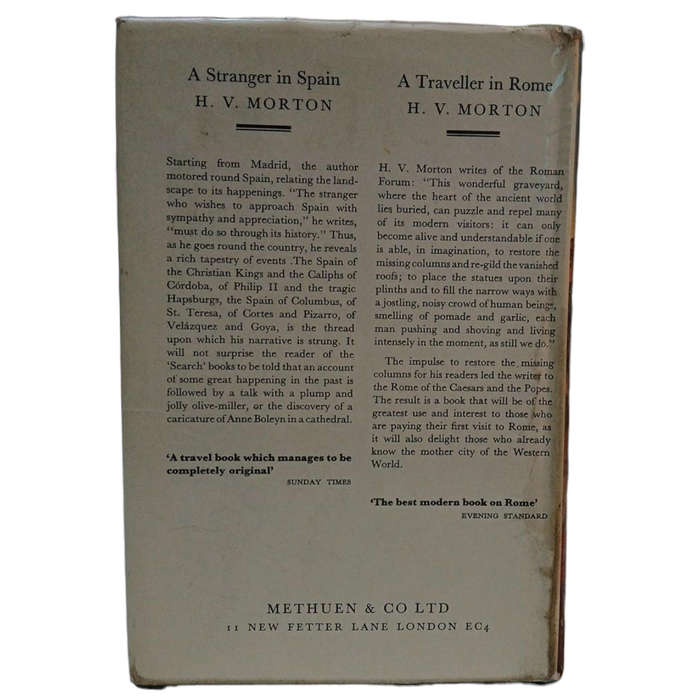 A Stranger in Spain
H. V. MORTON
Starting from Madrid, the author
motored round Spain, relating the land-
scape to its happenings. "The stranger
who wishes to approach Spain with
sympathy and appreciation," he writes,
"must do so through its history." Thus,
as he goes round the country, he reveals
a rich tapestry of events .The Spain of
the Christian Kings and the Caliphs of
Córdoba, of Philip II and the tragic
Hapsburgs, the Spain of Columbus, of
St. Teresa, of Cortes and Pizarro, of
Velázquez and Goya, is the thread
upon which his narrative is strung. It
will not surprise the reader of the
'Search' books to be told that an account
of some great happening in the past is
followed by a talk with a plump and
jolly olive-miller, or the discovery of a
caricature of Anne Boleyn in a cathedral.
'A travel book which manages to be
completely original'
SUNDAY TIMES
A Traveller in Rome
H. V. MORTON
H. V. Morton writes of the Roman
Forum: "This wonderful graveyard,
where the heart of the ancient world
lies buried, can puzzle and repel many
of its modern visitors: it can only
become alive and understandable if one
is able, in imagination, to restore the
missing columns and re-gild the vanished
roofs; to place the statues upon their
plinths and to fill the narrow ways with
a jostling, noisy crowd of human beings,
smelling of pomade and garlic, each
man pushing and shoving and living
intensely in the moment, as still we do."
The impulse to restore the missing
columns for his readers led the writer to
the Rome of the Caesars and the Popes.
The result is a book that will be of the
greatest use and interest to those who
are paying their first visit to Rome, as
it will also delight those who already
know the mother city of the Western
World.
'The best modern book on Rome'
EVENING STANDARD
METHUEN & CO LTD
11 NEW FETTER LANE LONDON EC4